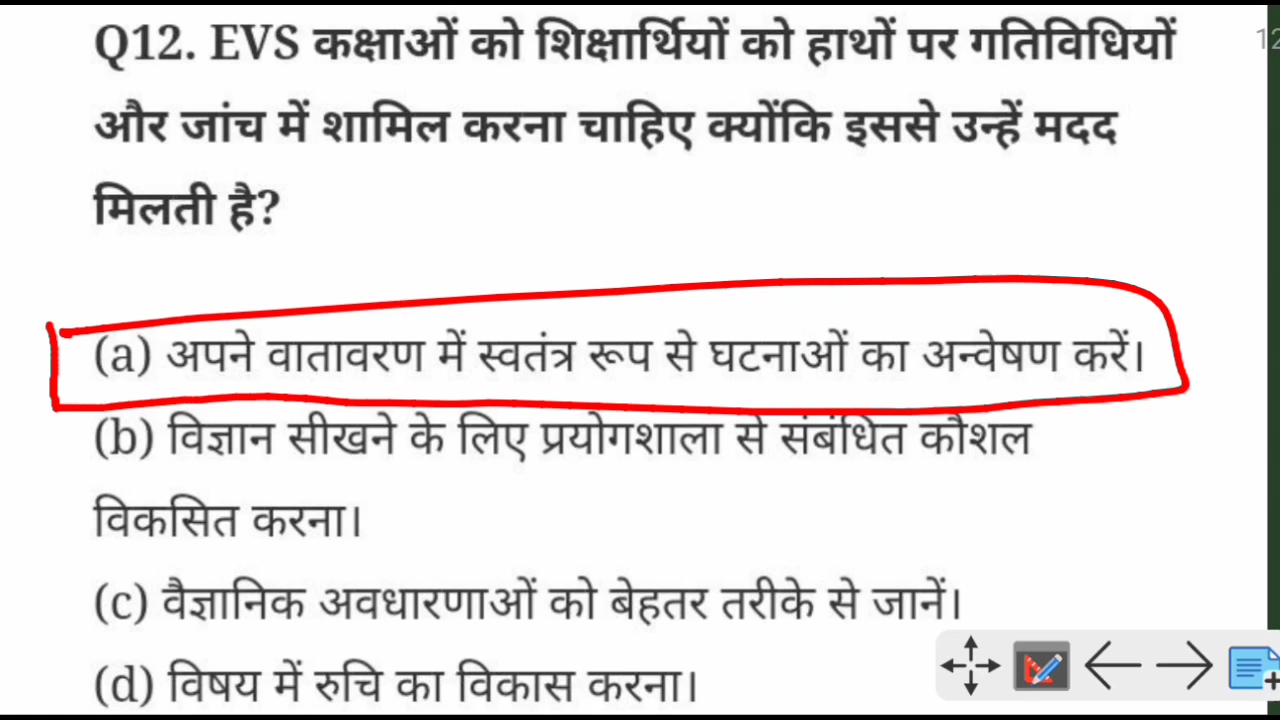 Q12. EVS कक्षाओं को शिक्षार्थियों को हाथों पर गतिविधियों
और जांच में शामिल करना चाहिए क्योंकि इससे उन्हें मदद
मिलती है?
(a) अपने वातावरण में स्वतंत्र रूप से घटनाओं का अन्वेषण करें।
(b) विज्ञान सीखने के लिए प्रयोगशाला से संबंधित कौशल
विकसित करना।
(c) वैज्ञानिक अवधारणाओं को बेहतर तरीके से जानें।
(d) विषय में रुचि का विकास करना।